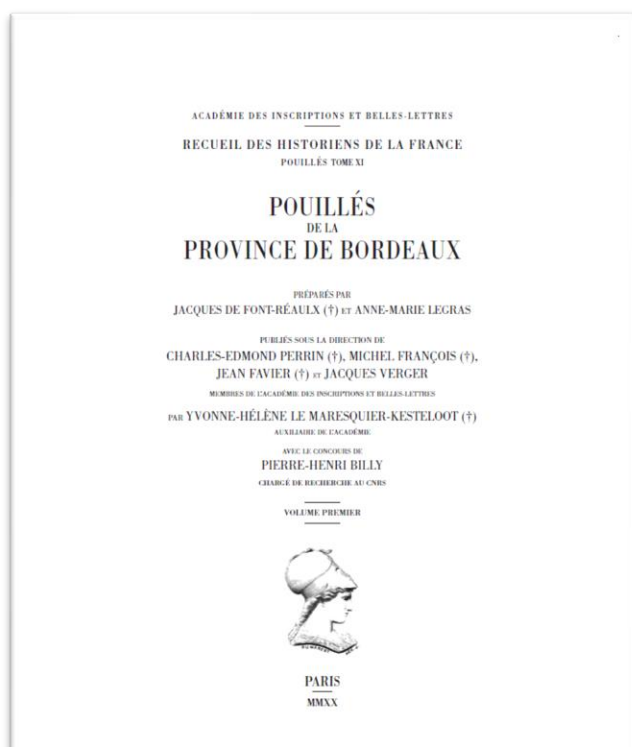 ACADÉMIE DES INSCRIPTIONS ET BELLES-LETTRES
RECUEIL DES HISTORIENS DE LA FRANCE
POUILLÉS TOME XI
POUILLÉS
DE LA
PROVINCE DE BORDEAUX
PRÉPARÉS PAR
JACQUES DE FONT-RÉAULX (†) ET ANNE-MARIE LEGRAS
PUBLIÉS SOUS LA DIRECTION DE
CHARLES-EDMOND PERRIN (†), MICHEL FRANÇOIS (†),
JEAN FAVIER (†) ET JACQUES VERGER
MEMBRES DE L'ACADÉMIE DES INSCRIPTIONS ET BELLES-LETTRES
PAR YVONNE-HÉLÈNE LE MARESQUIER-KESTELOOT (†)
AUXILIAIRE DE L'ACADÉMIE
AVEC LE CONCOURS DE
PIERRE-HENRI BILLY
CHARGÉ DE RECHERCHE AU CNRS
VOLUME PREMIER
PARIS
MMXX